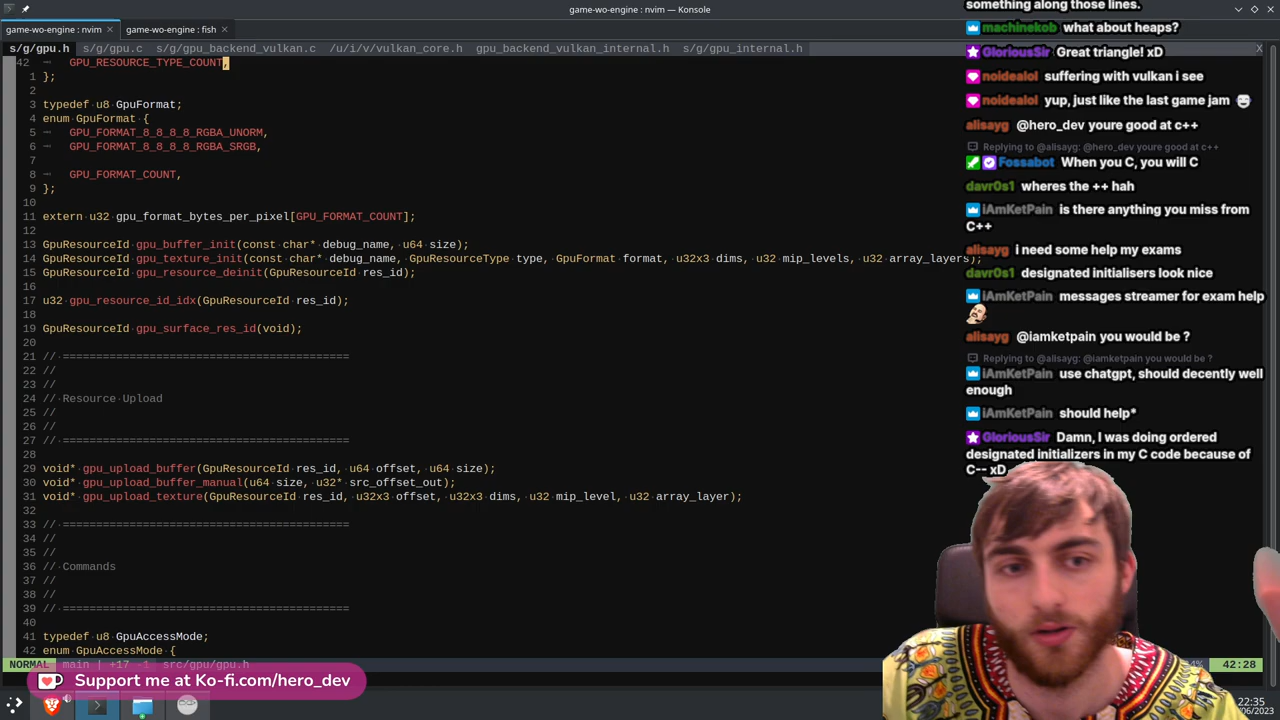 game-wo-engine : nvim — Konsole
game-wo-engine : nvim
game-wo-engine : fish
s/g/gpu.h s/g/gpu.c s/g/gpu_backend_vulkan.c /u/i/v/vulkan_core.h gpu_backend_vulkan_internal.h s/g/gpu_internal.h X
42 GPU_RESOURCE_TYPE_COUNT,
1 };
2
3 typedef u8 GpuFormat;
4 enum GpuFormat {
5 GPU_FORMAT_8_8_8_8_RGBA_UNORM,
6 GPU_FORMAT_8_8_8_8_RGBA_SRGB,
7
8 GPU_FORMAT_COUNT,
9 };
10
11 extern u32 gpu_format_bytes_per_pixel[GPU_FORMAT_COUNT];
12
13 GpuResourceId gpu_buffer_init(const char* debug_name, u64 size);
14 GpuResourceId gpu_texture_init(const char* debug_name, GpuResourceType type, GpuFormat format, u32x3 dims, u32 mip_levels, u32 array_layers);
15 GpuResourceId gpu_resource_deinit(GpuResourceId res_id);
16
17 u32 gpu_resource_id_idx(GpuResourceId res_id);
18
19 GpuResourceId gpu_surface_res_id(void);
20
21 // ===========================================
22 //
23 //
24 // Resource Upload
25 //
26 //
27 // ===========================================
28
29 void* gpu_upload_buffer(GpuResourceId res_id, u64 offset, u64 size);
30 void* gpu_upload_buffer_manual(u64 size, u32* src_offset_out);
31 void* gpu_upload_texture(GpuResourceId res_id, u32x3 offset, u32x3 dims, u32 mip_level, u32 array_layer);
32
33 // ===========================================
34 //
35 //
36 // Commands
37 //
38 //
39 // ===========================================
40
41 typedef u8 GpuAccessMode;
42 enum GpuAccessMode {
NORMAL main | +17 -1 src/gpu/gpu.h
42:28
Support me at Ko-fi.com/hero_dev
22:35
/06/2023
something along those lines.
machinekob what about heaps?
GloriousSir Great triangle! xD
noidealol suffering with vulkan i see
noidealol yup, just like the last game jam
alisayg @hero_dev youre good at c++
Replying to @alisayg: @hero_dev youre good at c++
Fossabot When you C, you will C
davr0s1 wheres the ++ hah
iAmKetPain is there anything you miss from
C++
alisayg i need some help my exams
davr0s1 designated initialisers look nice
iAmKetPain messages streamer for exam help
alisayg @iamketpain you would be ?
Replying to @alisayg: @iamketpain you would be ?
iAmKetPain use chatgpt, should decently well
enough
iAmKetPain should help*
GloriousSir Damn, I was doing ordered
designated initializers in my C code because of
C-- xD